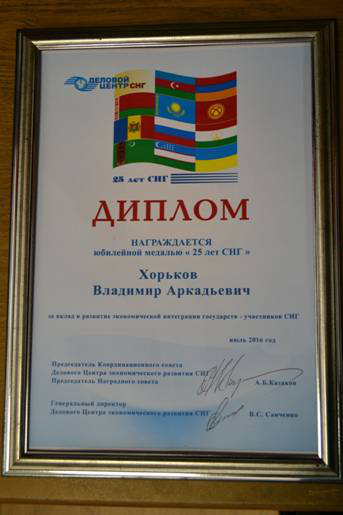 ДЕЛОВОЙ
ЦЕНТР СНГ
25 лет СНГ
ДИПЛОМ
НАГРАЖДАЕТСЯ
юбилейной медалью « 25 лет СНГ »
Хорьков
Владимир Аркадьевич
за вклад в развитие экономической интеграции государств - участников СНГ
июль 2016 год
Председатель Координационного совета
Делового Центра экономического развития СНГ
Председатель Наградного совета А.Б.Казаков
Генеральный директор
Делового Центра экономического развития СНГ В.С. Савченко